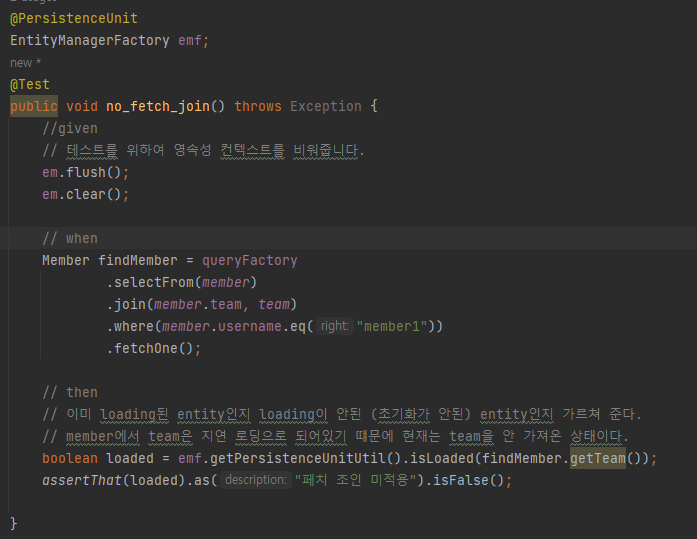 @PersistenceUnit
EntityManagerFactory emf;
new *
@Test
public void no_fetch_join() throws Exception {
//given
// 테스트를 위하여 영속성 컨텍스트를 비워줍니다.
em.flush();
em.clear();
// when
Member findMember = queryFactory
.selectFrom(member)
.join(member.team, team)
.where(member.username.eq( right: "member1"))
.fetchOne();
// then
// 이미 loading된 entity인지 loading이 안된 (초기화가 안된) entity인지 가르쳐 준다.
// member에서 team은 지연 로딩으로 되어있기 때문에 현재는 team을 안 가져온 상태이다.
boolean loaded = emf.getPersistenceUnitUtil().isLoaded(findMember.getTeam());
assertThat(loaded).as( description: "페치 조인 미적용").isFalse();
}